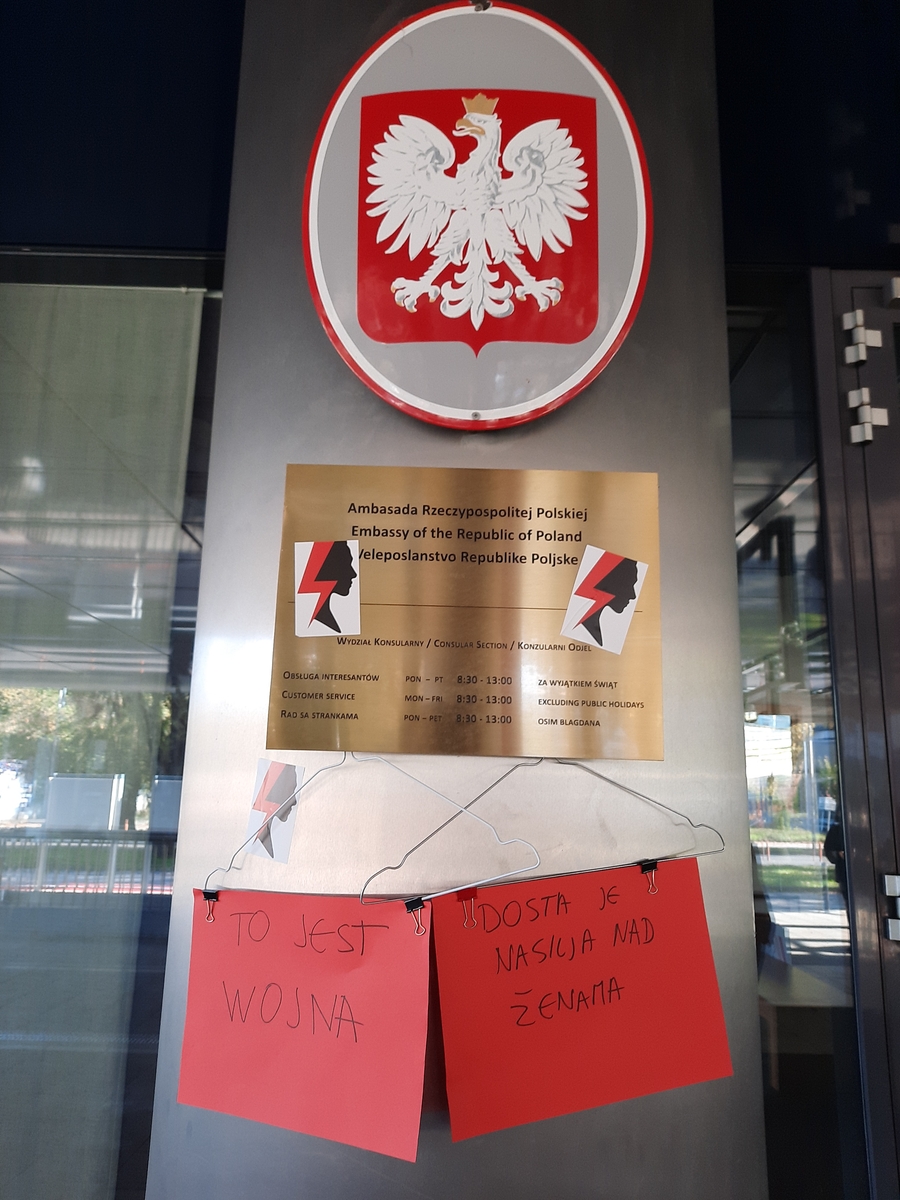 Ambasada Rzeczypospolitej Polskiej
Embassy of the Republic of Poland
Veleposlanstvo Republike Poljske
Wydział Konsularny / Consular Section / Konzularni Odjel
Obsługa interesantów pon – pt 8:30 - 13:00 za wyjątkiem świąt
Customer service mon – fri 8:30 - 13:00 excluding public holidays
Rad sa strankama pon – pet 8:30 - 13:00 osim blagdana
TO JEST
WOJNA
DOSTA JE
NASILJA NAD
ŽENAMA